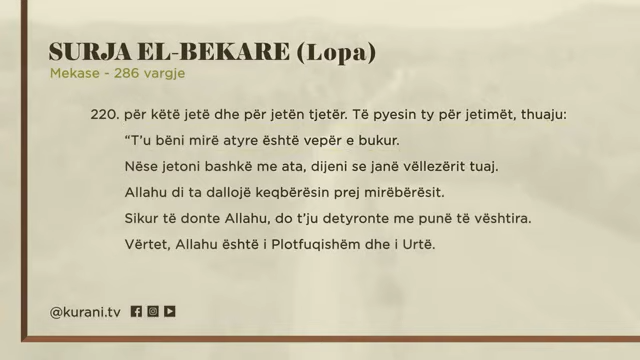 SURJA EL-BEKARE (Lopa)
Mekase - 286 vargje
220. për këtë jetë dhe për jetën tjetër. Të pyesin ty për jetimët, thuaju:
“T’u bëni mirë atyre është vepër e bukur.
Nëse jetoni bashkë me ata, dijeni se janë vëllezërit tuaj.
Allahu di ta dallojë keqbërësin prej mirëbërësit.
Sikur të donte Allahu, do t’ju detyronte me punë të vështira.
Vërtet, Allahu është i Plotfuqishëm dhe i Urtë.
@kurani.tv